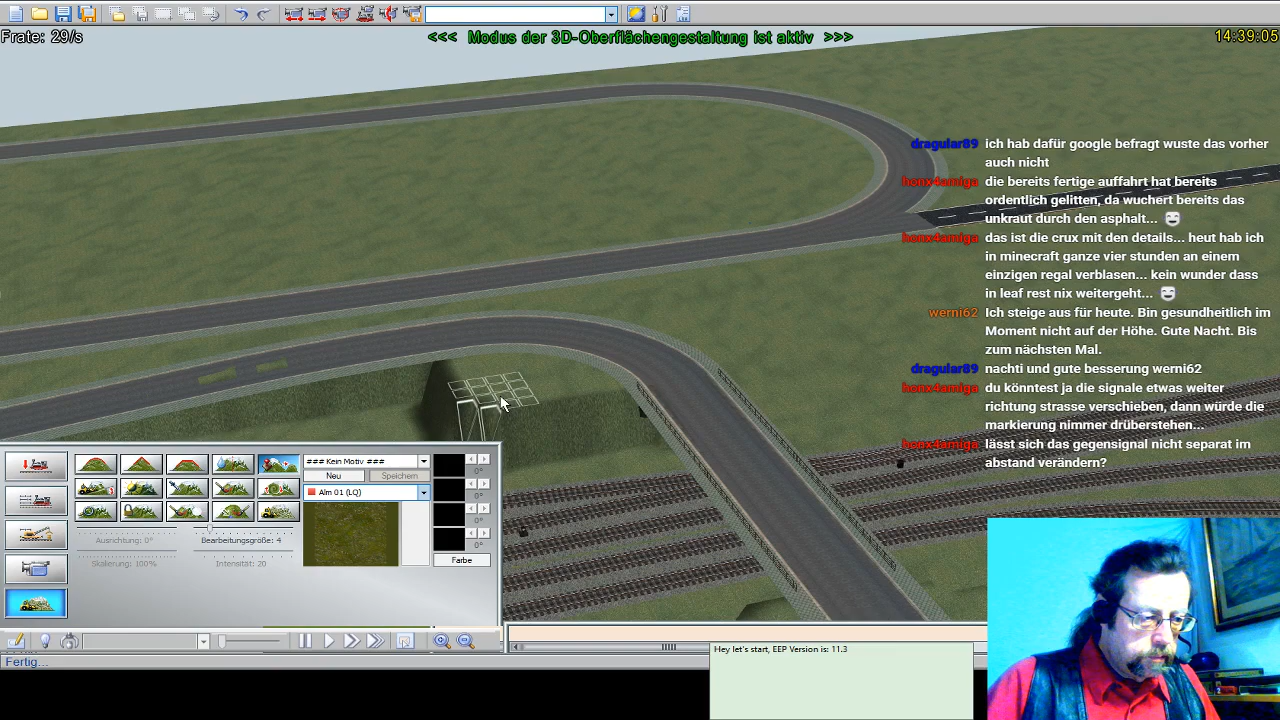 Frate: 29/s
<<< Modus der 3D-Oberflächengestaltung ist aktiv >>>
14:39:05
dragular89 ich hab dafür google befragt wuste das vorher
auch nicht
honx4amiga die bereits fertige auffahrt hat bereits
ordentlich gelitten, da wuchert bereits das
unkraut durch den asphalt...
honx4amiga das ist die crux mit den details... heut hab ich
in minecraft ganze vier stunden an einem
einzigen regal verblasen... kein wunder dass
in leaf rest nix weitergeht...
werni62 Ich steige aus für heute. Bin gesundheitlich im
Moment nicht auf der Höhe. Gute Nacht. Bis
zum nächsten Mal.
dragular89 nachti und gute besserung werni62
honx4amiga du könntest ja die signale etwas weiter
richtung strasse verschieben, dann würde die
markierung nimmer drüberstehen...
honx4amiga lässt sich das gegensignal nicht separat im
abstand verändern?
### Kein Motiv ###
Neu
Speichern
Alm 01 (LQ)
0°
0°
0°
0°
Ausrichtung: 0°
Bearbeitungsgröße: 4
Skalierung: 100%
Intensität: 20
Farbe
Fertig...
Hey let's start, EEP Version is: 11.3